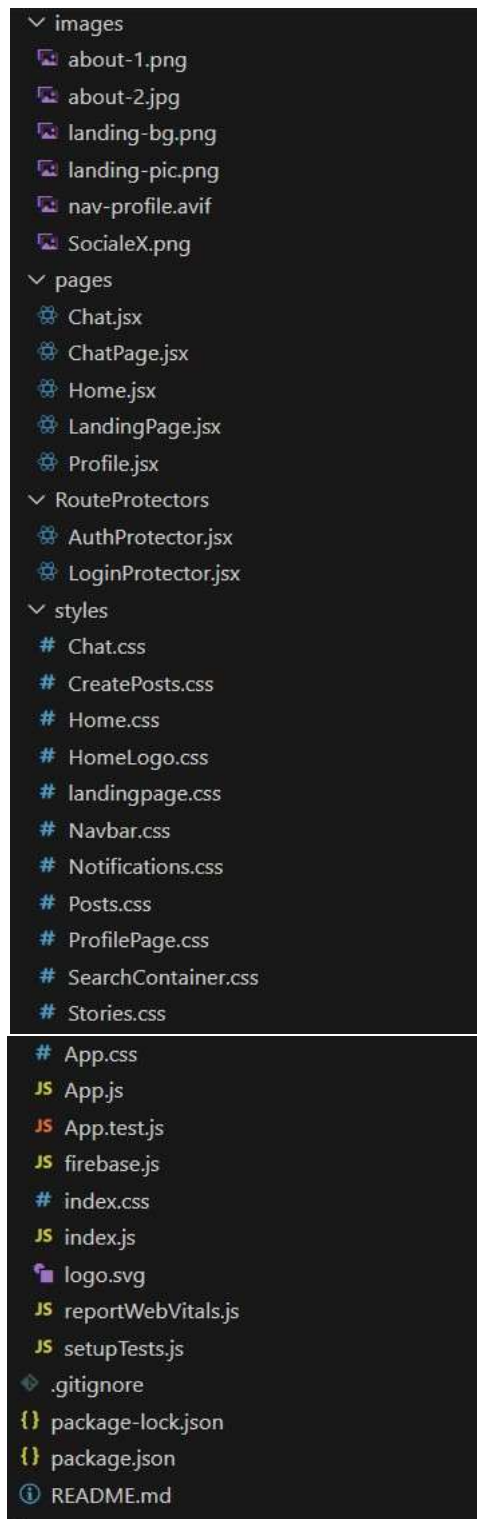 images
about-1.png
about-2.jpg
landing-bg.png
landing-pic.png
nav-profile.avif
SocialeX.png
pages
Chat.jsx
ChatPage.jsx
Home.jsx
LandingPage.jsx
Profile.jsx
RouteProtectors
AuthProtector.jsx
LoginProtector.jsx
styles
# Chat.css
# CreatePosts.css
# Home.css
# HomeLogo.css
# landingpage.css
# Navbar.css
# Notifications.css
# Posts.css
# ProfilePage.css
# SearchContainer.css
# Stories.css
# App.css
JS App.js
JS App.test.js
JS firebase.js
# index.css
JS index.js
logo.svg
JS reportWebVitals.js
JS setupTests.js
.gitignore
{} package-lock.json
{} package.json
README.md